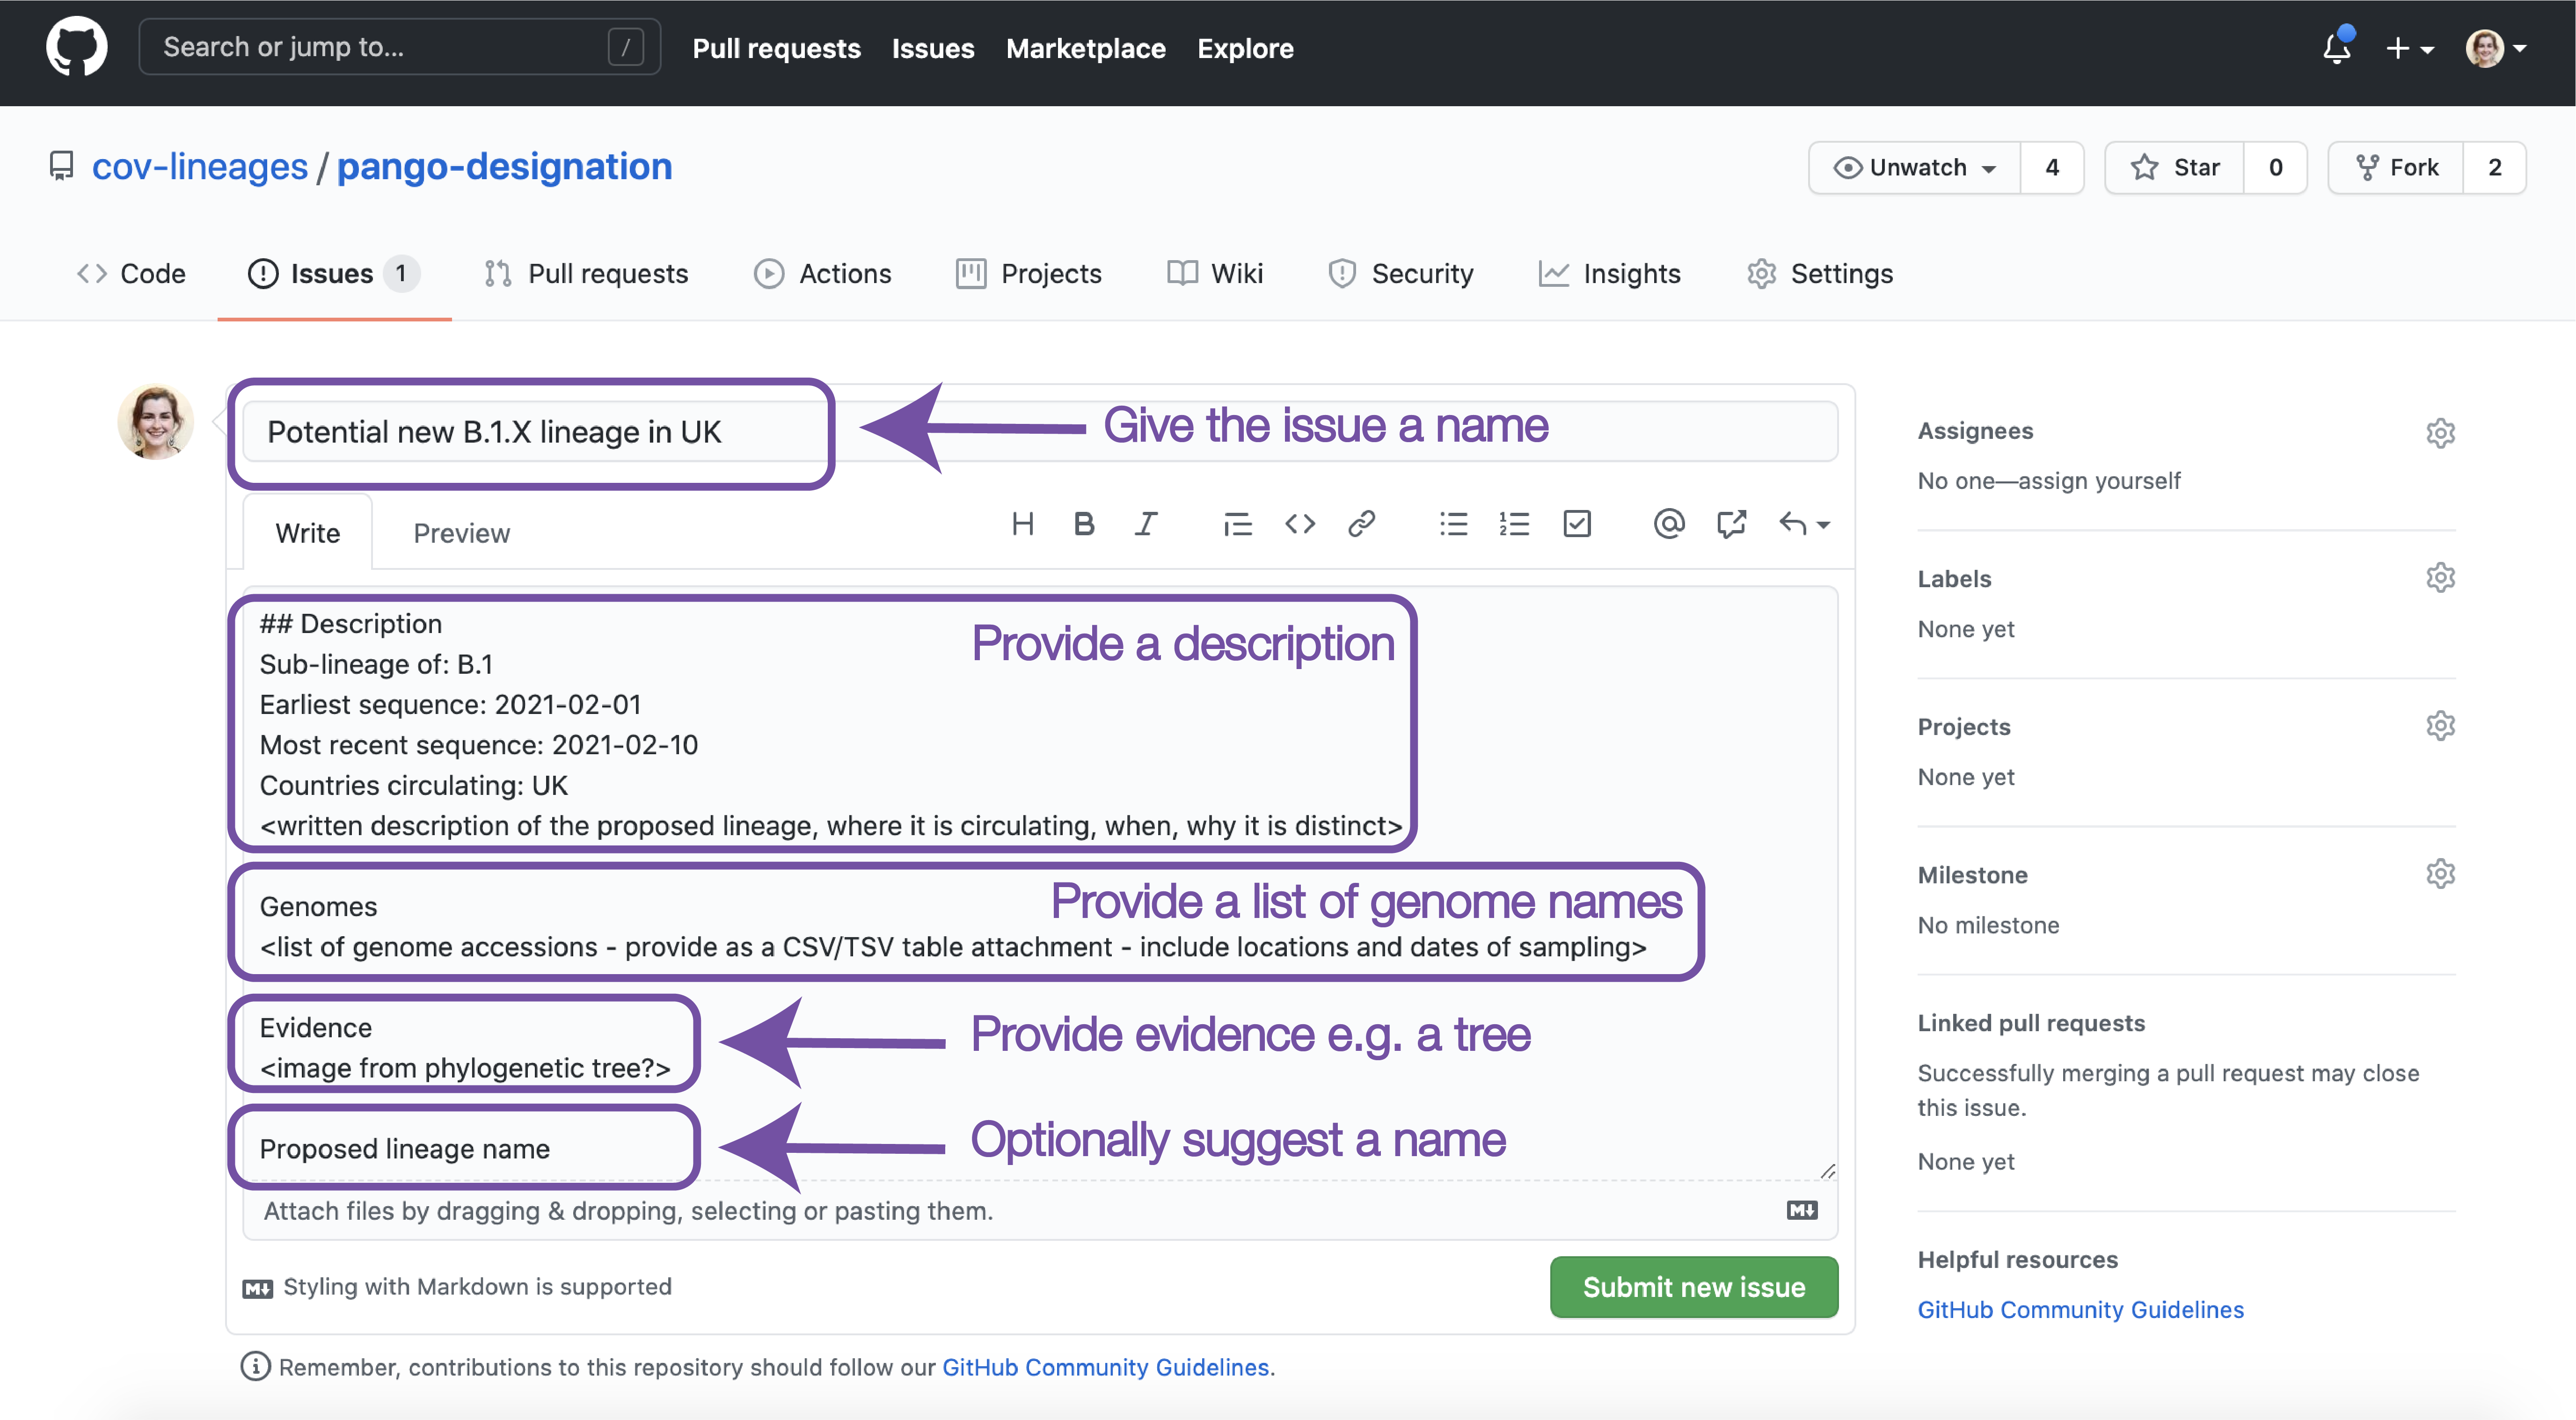 Search or jump to... /
Pull requests Issues Marketplace Explore
cov-lineages / pango-designation
Unwatch 4 Star 0 Fork 2
Code Issues 1 Pull requests Actions Projects Wiki Security Insights Settings
Potential new B.1.X lineage in UK
Give the issue a name
Write Preview
## Description
Provide a description
Sub-lineage of: B.1
Earliest sequence: 2021-02-01
Most recent sequence: 2021-02-10
Countries circulating: UK
<written description of the proposed lineage, where it is circulating, when, why it is distinct>
Provide a list of genome names
Genomes
<list of genome accessions - provide as a CSV/TSV table attachment - include locations and dates of sampling>
Evidence
Provide evidence e.g. a tree
<image from phylogenetic tree?>
Proposed lineage name
Optionally suggest a name
Attach files by dragging & dropping, selecting or pasting them.
Styling with Markdown is supported
Submit new issue
Remember, contributions to this repository should follow our GitHub Community Guidelines.
Assignees
No one—assign yourself
Labels
None yet
Projects
None yet
Milestone
No milestone
Linked pull requests
Successfully merging a pull request may close
this issue.
None yet
Helpful resources
GitHub Community Guidelines